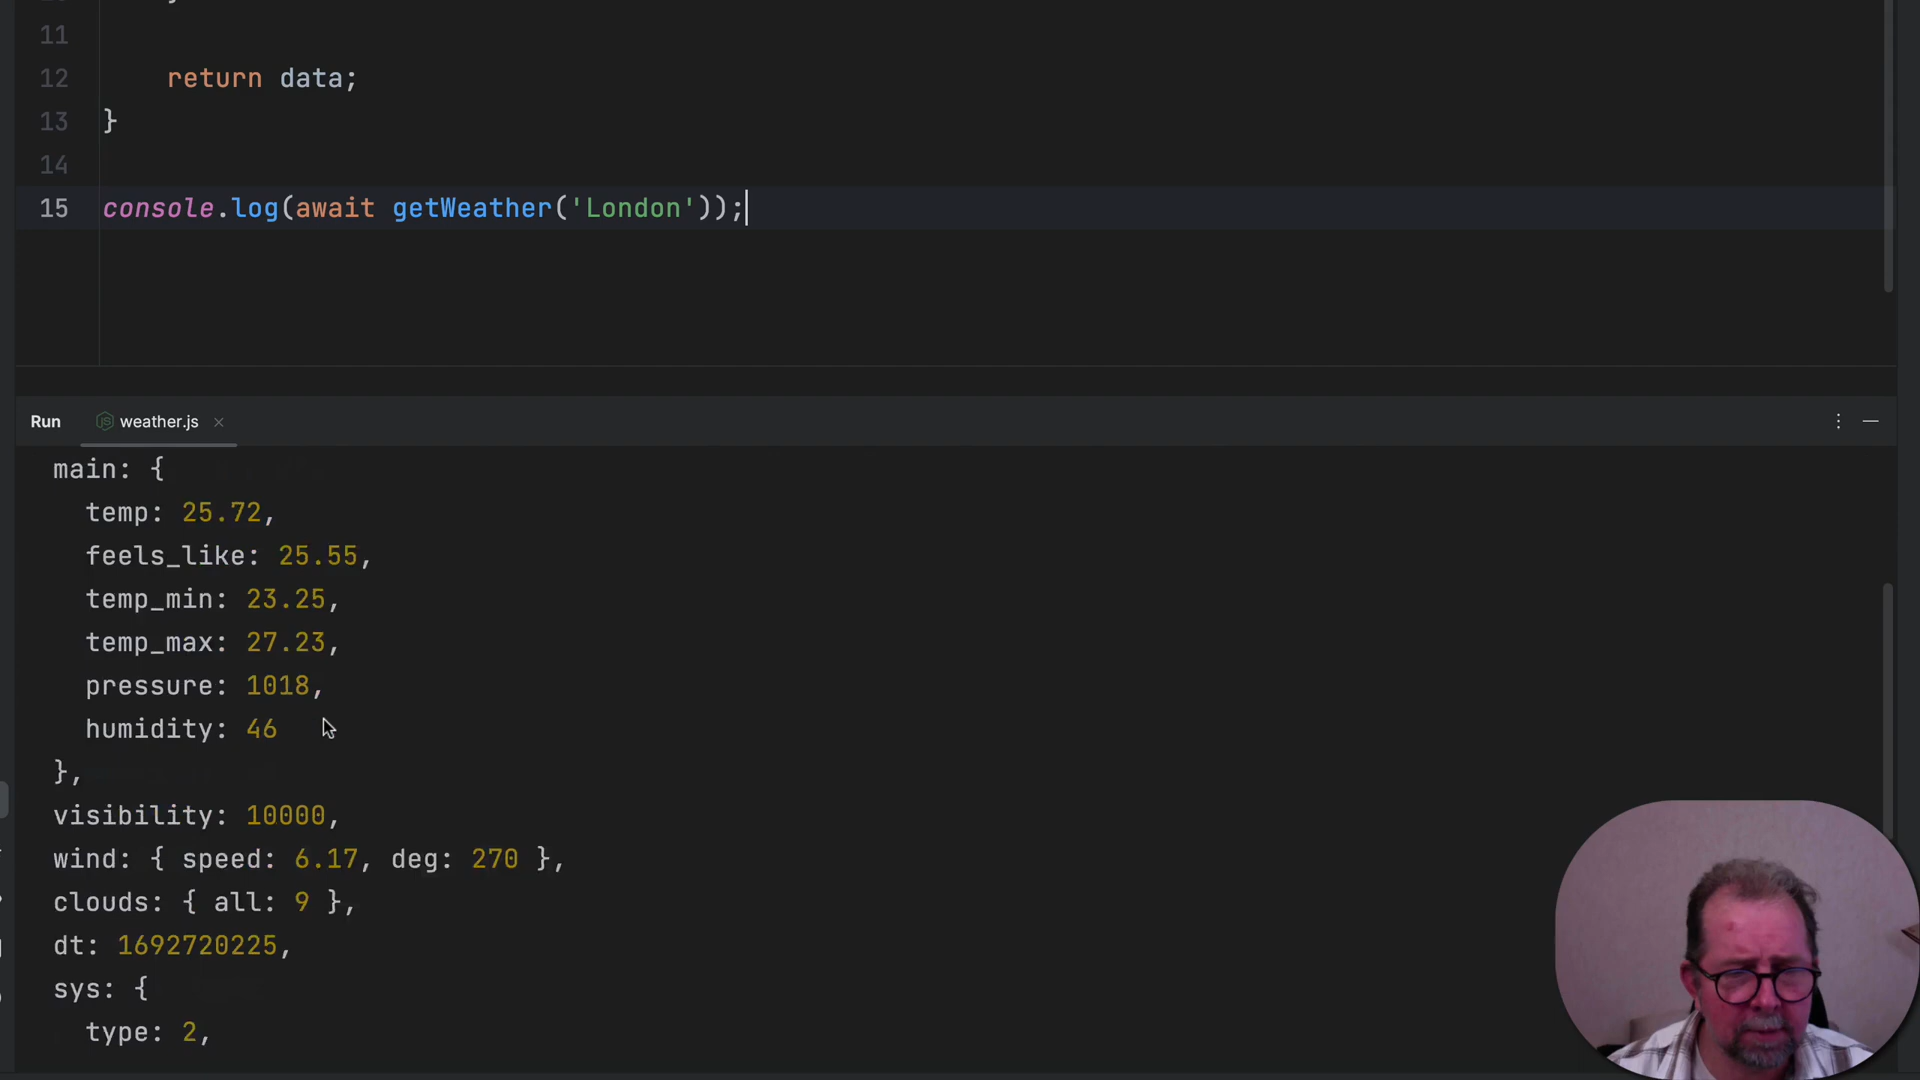 11
12 return data;
13 }
14
15 console.log(await getWeather('London'));
Run weather.js
main: {
temp: 25.72,
feels_like: 25.55,
temp_min: 23.25,
temp_max: 27.23,
pressure: 1018,
humidity: 46
},
visibility: 10000,
wind: { speed: 6.17, deg: 270 },
clouds: { all: 9 },
dt: 1692720225,
sys: {
type: 2,